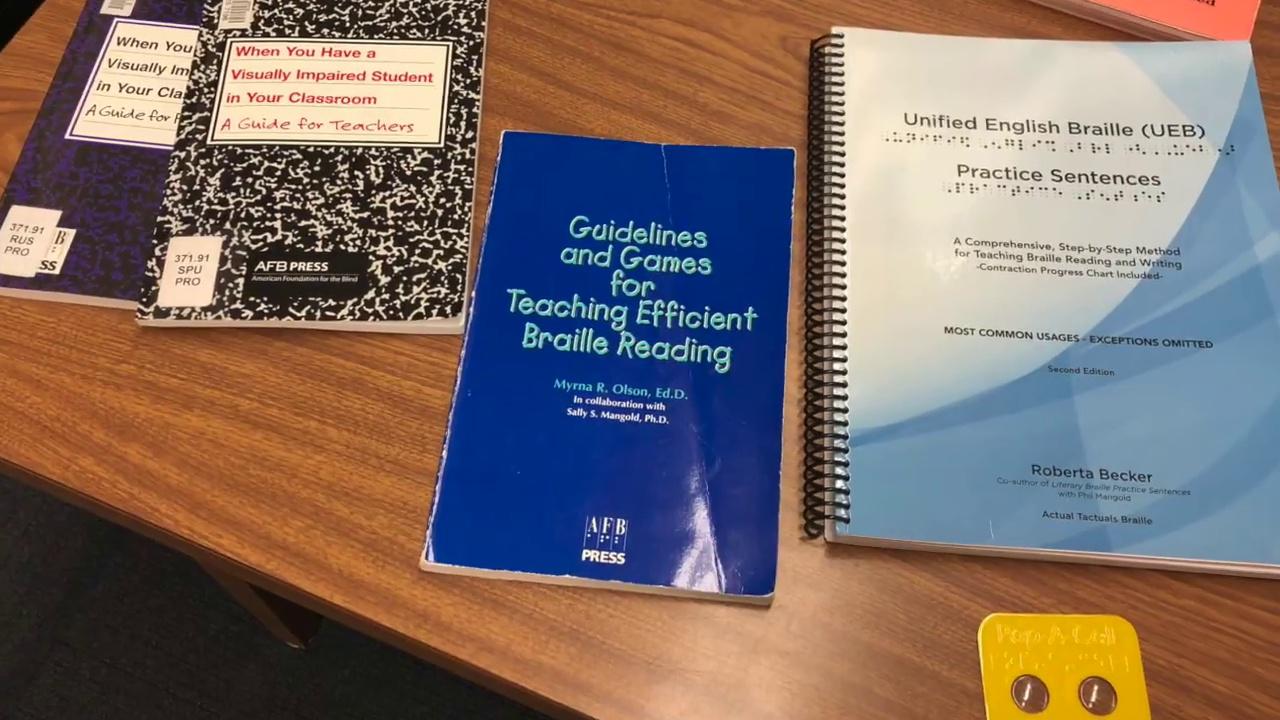 When You
Visually Im
in Your Cla
A Guide for
371.91
RUS
PRO
When You Have a
Visually Impaired Student
in Your Classroom
A Guide for Teachers
371.91
SPU
PRO
AFB PRESS
American Foundation for the Blind
Guidelines
and Games
for
Teaching Efficient
Braille Reading
Myrna R. Olson, Ed.D.
In collaboration with
Sally S. Mangold, Ph.D.
AFB
PRESS
Unified English Braille (UEB)
Practice Sentences
A Comprehensive, Step-by-Step Method
for Teaching Braille Reading and Writing
-Contraction Progress Chart Included-
MOST COMMON USAGES - EXCEPTIONS OMITTED
Second Edition
Roberta Becker
Co-author of Literary Braille Practice Sentences
with Phil Mangold
Actual Tactuals Braille
Pop-A-Cell